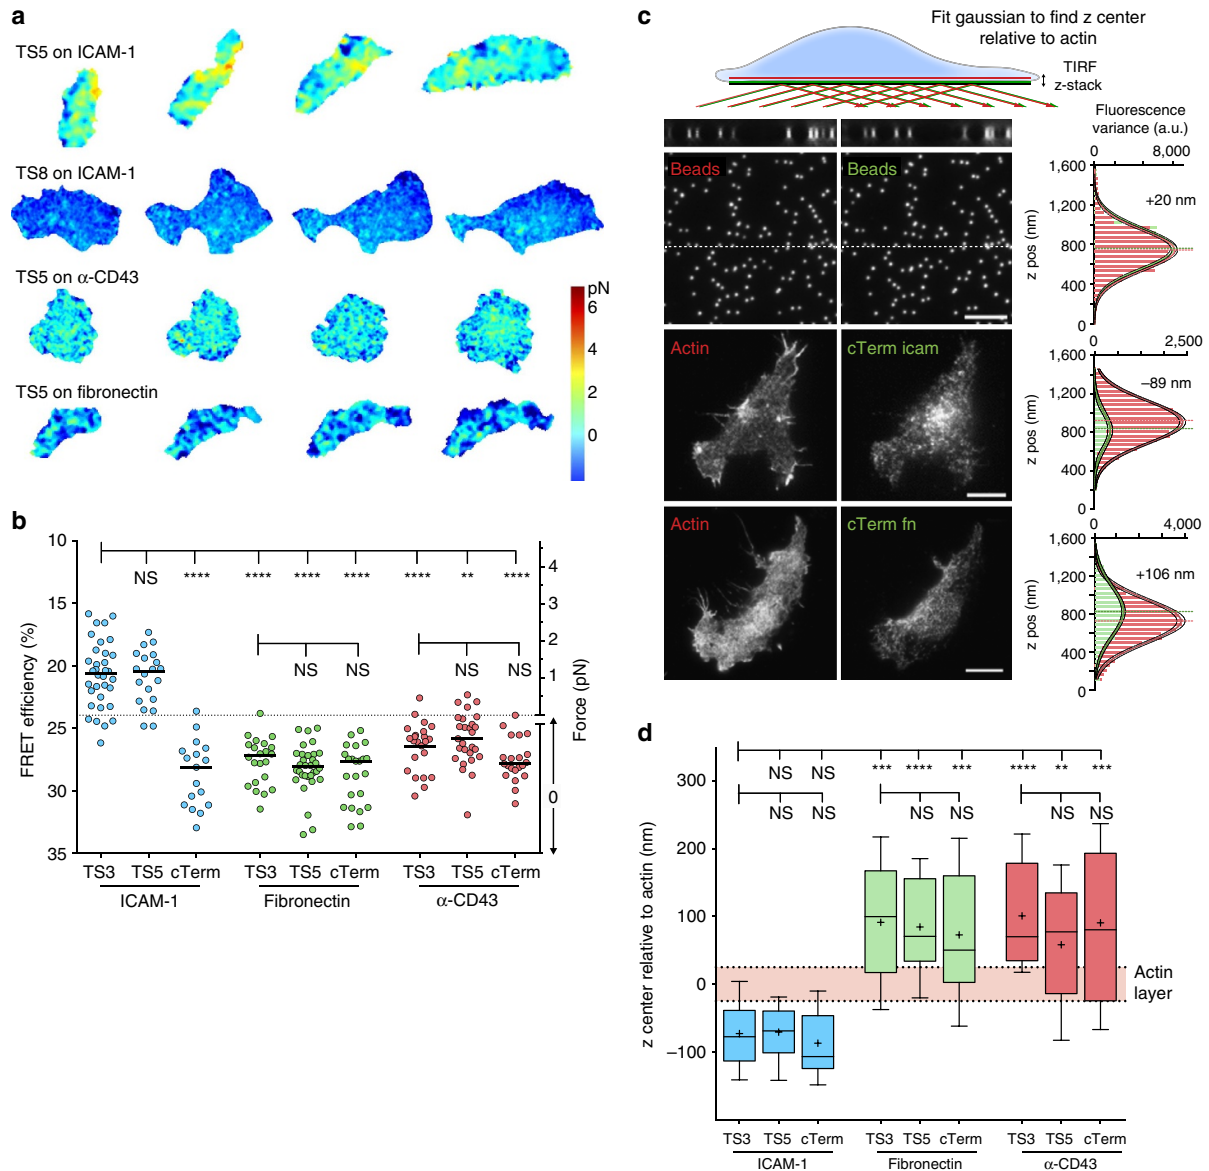 a
TS5 on ICAM-1
TS8 on ICAM-1
TS5 on α-CD43
TS5 on fibronectin
pN
6
4
2
0
b
10
15
20
25
30
35
FRET efficiency (%)
NS
****
****
****
****
****
**
****
NS
NS
NS
NS
4
3
2
1
0
Force (pN)
TS3 TS5 cTerm TS3 TS5 cTerm TS3 TS5 cTerm
ICAM-1 Fibronectin α-CD43
c
Fit gaussian to find z center
relative to actin
TIRF
z-stack
Beads
Beads
Fluorescence
variance (a.u.)
0 8,000
1,600
1,200
800
400
0
z pos (nm)
+20 nm
Actin
cTerm icam
0 2,500
1,600
1,200
800
400
0
z pos (nm)
–89 nm
Actin
cTerm fn
0 4,000
1,600
1,200
800
400
0
z pos (nm)
+106 nm
d
300
200
100
0
–100
z center relative to actin (nm)
NS NS *** **** *** **** ** ***
NS NS NS NS NS NS
Actin
layer
TS3 TS5 cTerm TS3 TS5 cTerm TS3 TS5 cTerm
ICAM-1 Fibronectin α-CD43